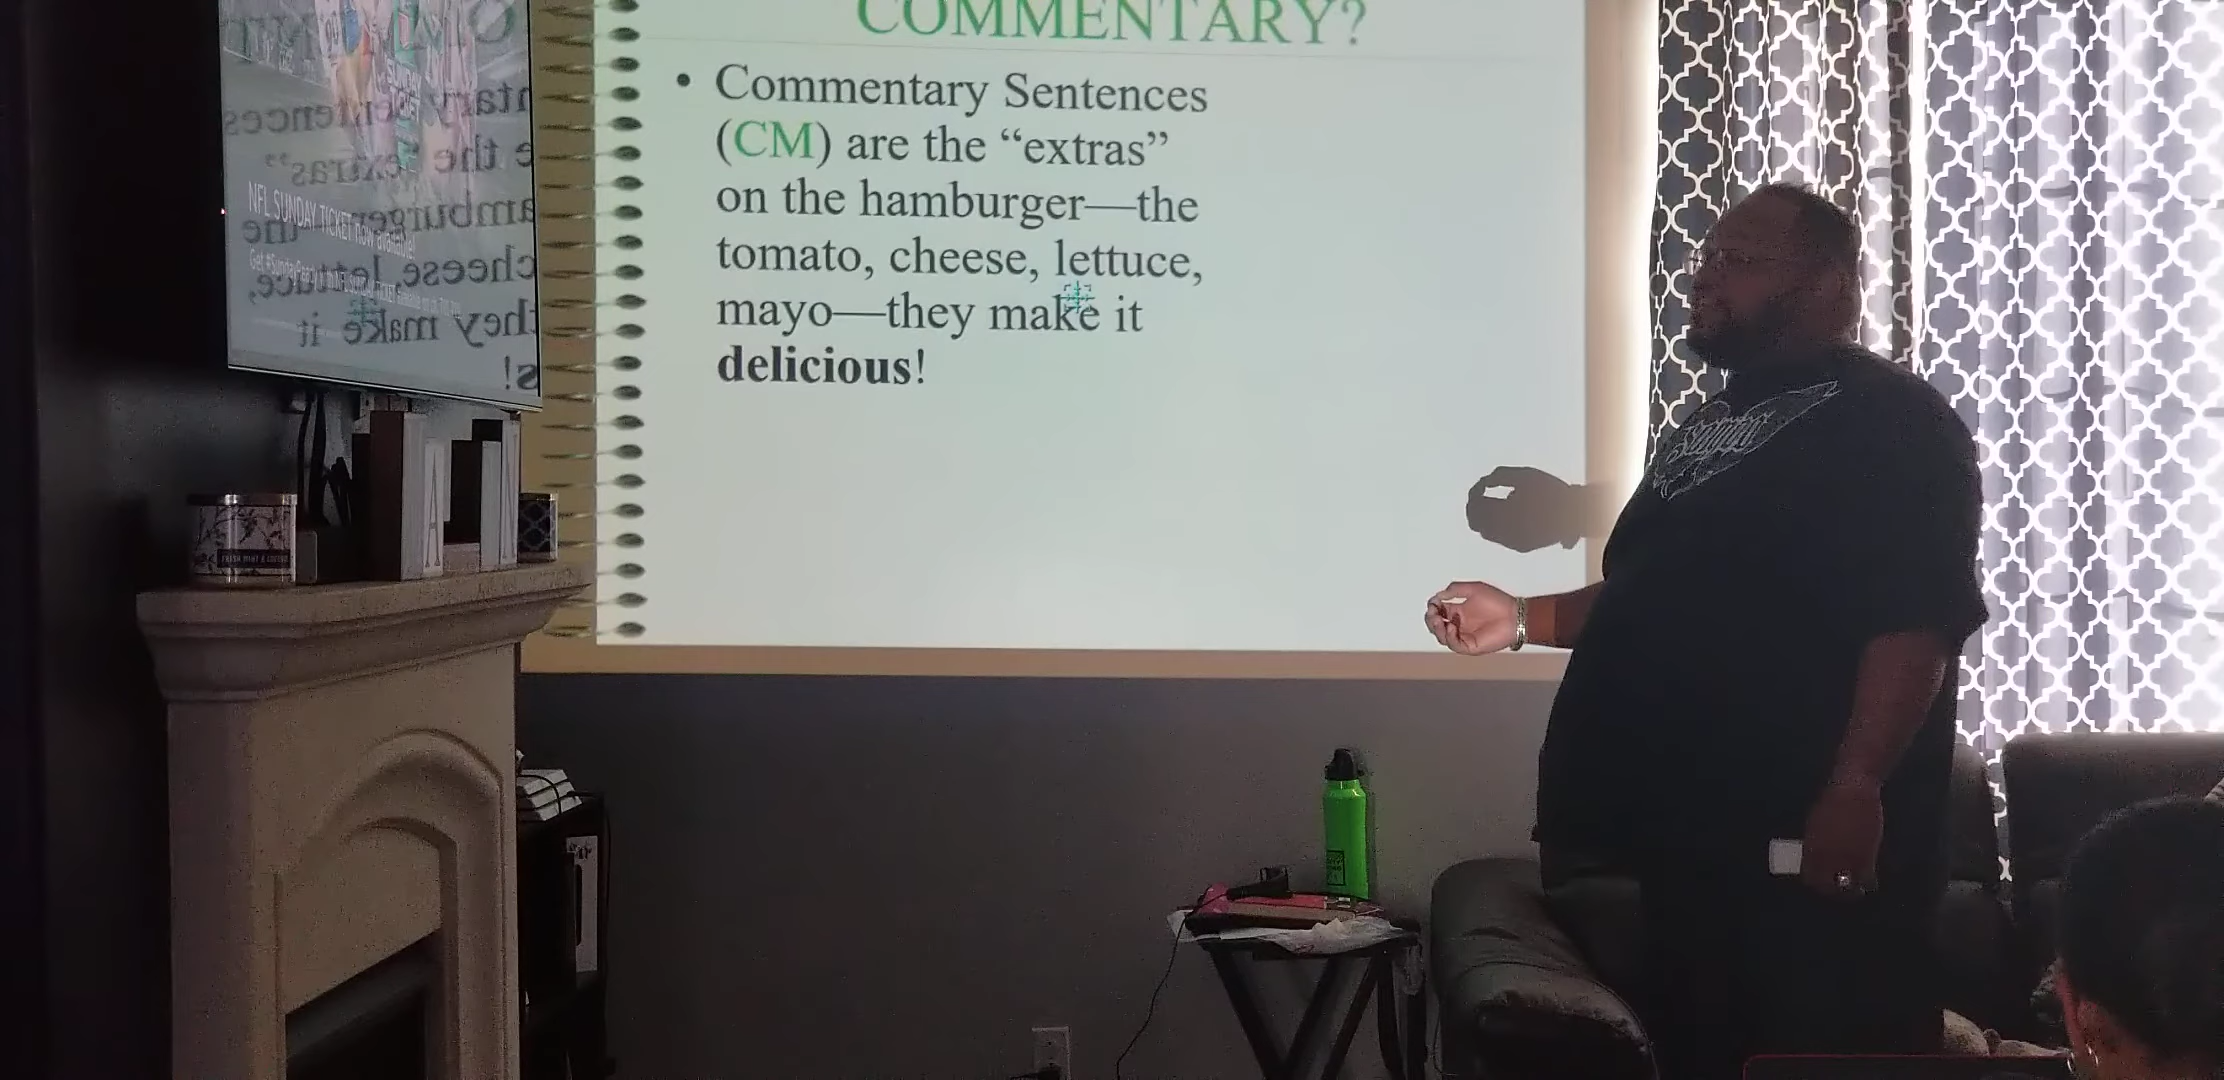 COMMENTARY?
• Commentary Sentences
(CM) are the “extras”
on the hamburger—the
tomato, cheese, lettuce,
mayo—they make it
delicious!
SUNDAY
NFL SUNDAY TICKET now available!
A
N